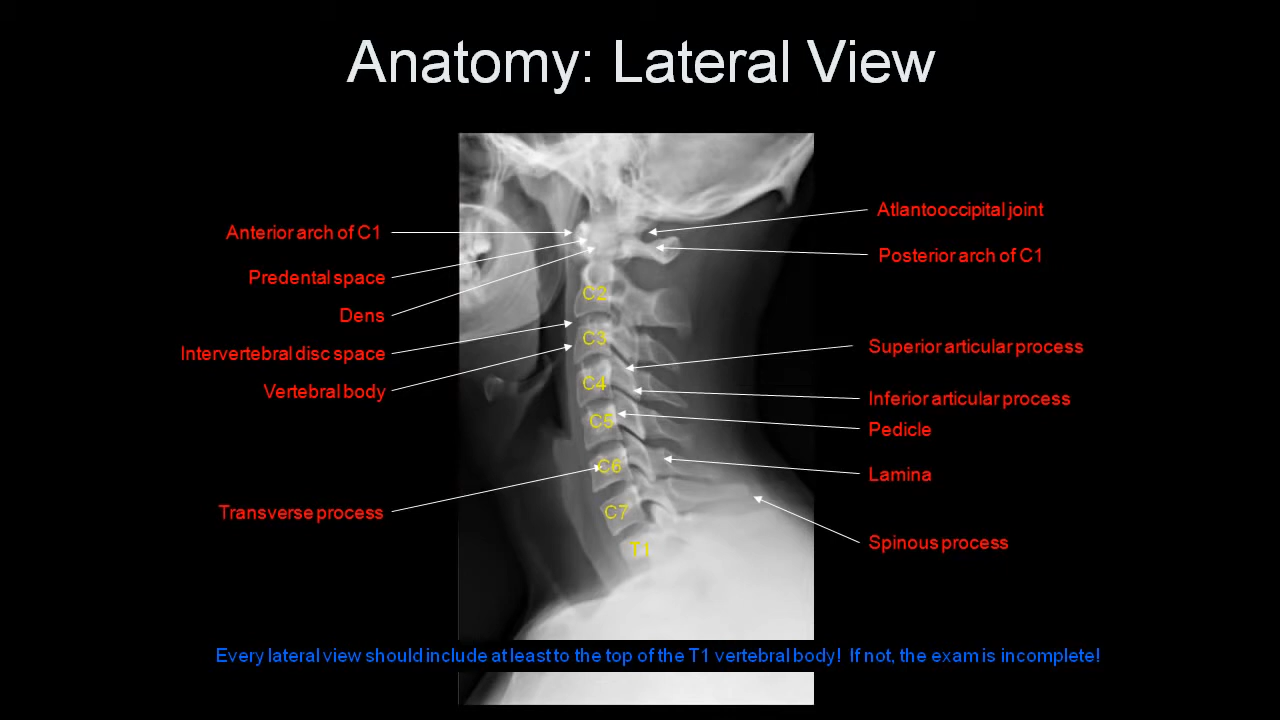 Anatomy: Lateral View
Anterior arch of C1
Predental space
Dens
Intervertebral disc space
Vertebral body
Transverse process
C2
C3
C4
C5
C6
C7
T1
Atlantooccipital joint
Posterior arch of C1
Superior articular process
Inferior articular process
Pedicle
Lamina
Spinous process
Every lateral view should include at least to the top of the T1 vertebral body! If not, the exam is incomplete!